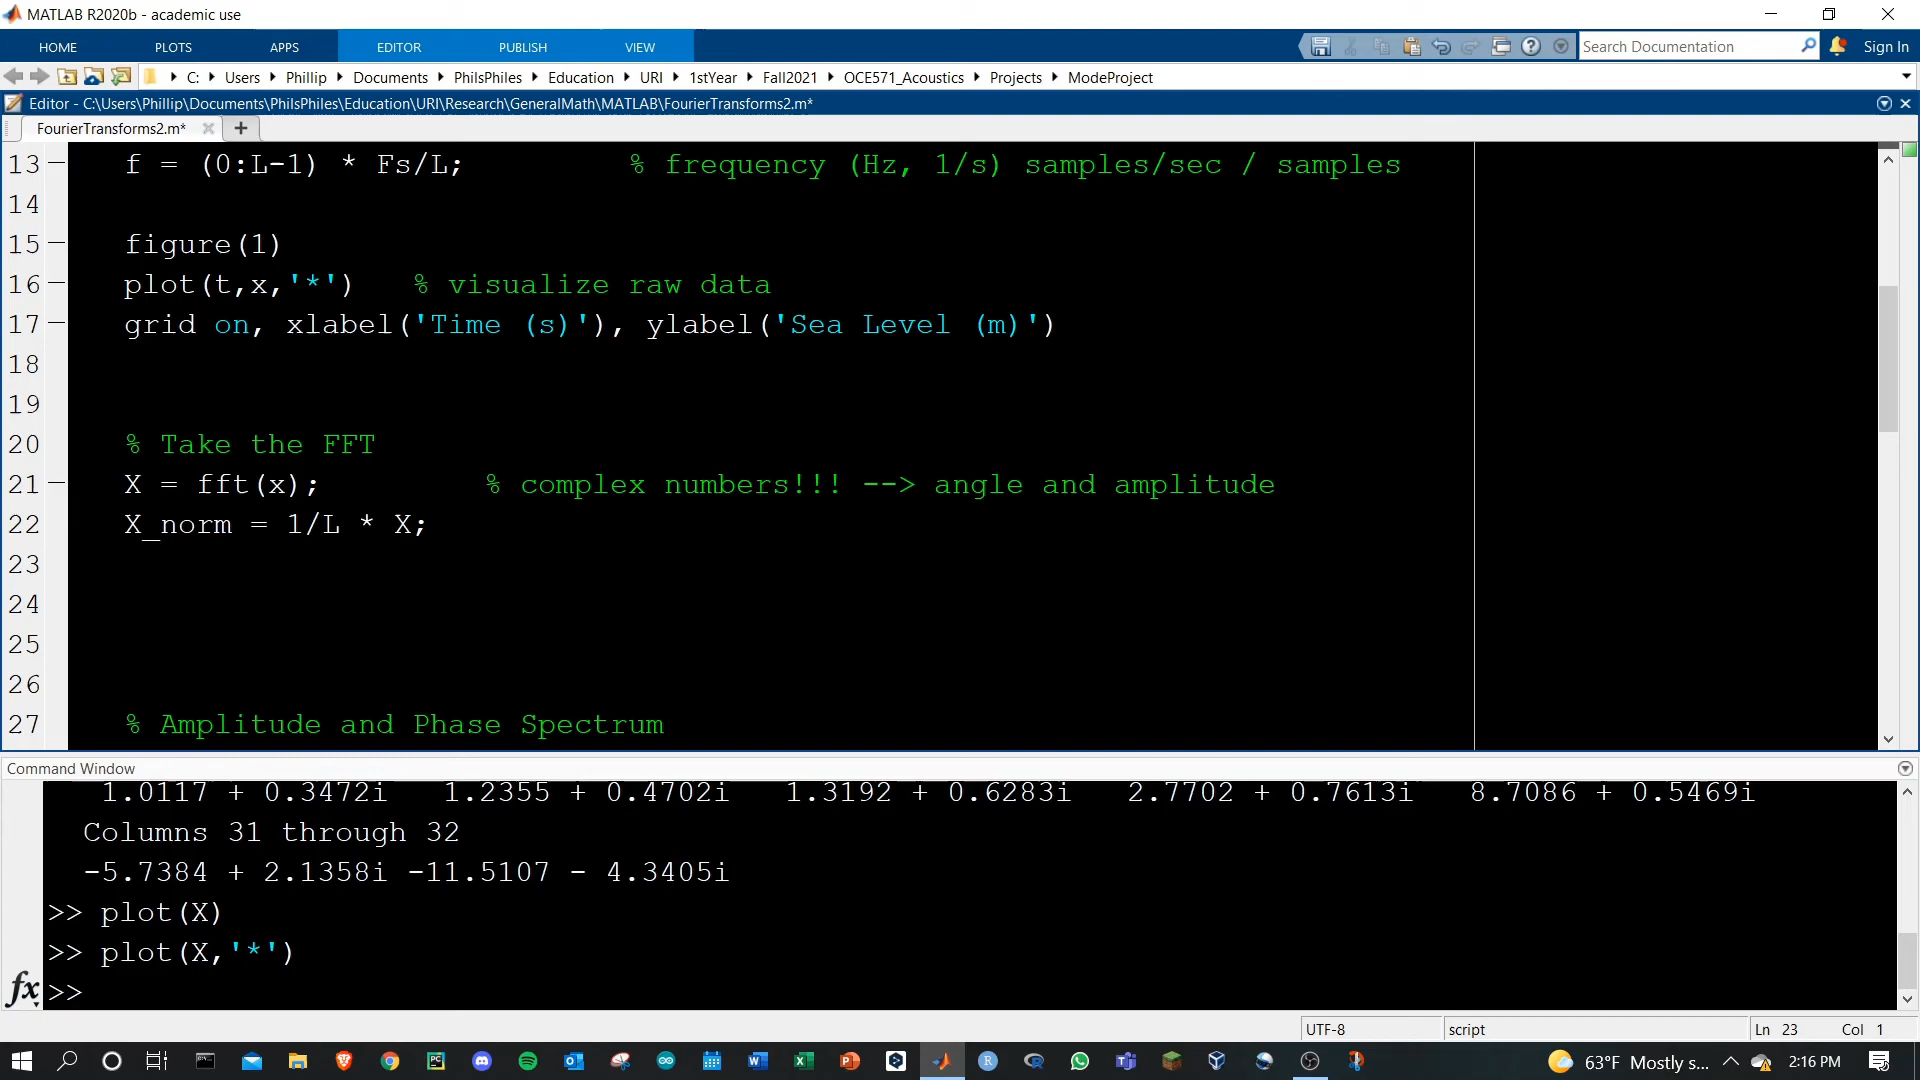 MATLAB R2020b - academic use
HOME PLOTS APPS EDITOR PUBLISH VIEW Search Documentation Sign In
C: Users Phillip Documents PhilsPhiles Education URI 1stYear Fall2021 OCE571_Acoustics Projects ModeProject
Editor - C:\Users\Phillip\Documents\PhilsPhiles\Education\URI\Research\GeneralMath\MATLAB\FourierTransforms2.m*
FourierTransforms2.m*
13 f = (0:L-1) * Fs/L; % frequency (Hz, 1/s) samples/sec / samples
14
15 figure(1)
16 plot(t,x,'*') % visualize raw data
17 grid on, xlabel('Time (s)'), ylabel('Sea Level (m)')
18
19
20 % Take the FFT
21 X = fft(x); % complex numbers!!! --> angle and amplitude
22 X_norm = 1/L * X;
23
24
25
26
27 % Amplitude and Phase Spectrum
Command Window
1.0117 + 0.3472i 1.2355 + 0.4702i 1.3192 + 0.6283i 2.7702 + 0.7613i 8.7086 + 0.5469i
Columns 31 through 32
-5.7384 + 2.1358i -11.5107 - 4.3405i
>> plot(X)
>> plot(X,'*')
fx >>
UTF-8 script Ln 23 Col 1
63°F Mostly s... 2:16 PM